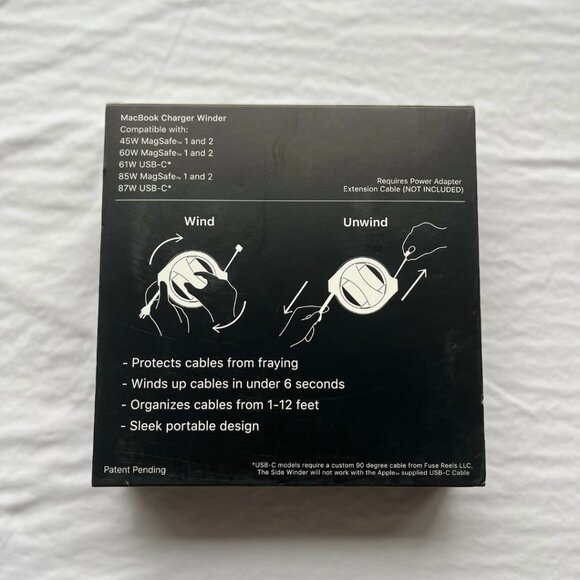 MacBook Charger Winder
Compatible with:
45W MagSafe™ 1 and 2
60W MagSafe™ 1 and 2
61W USB-C*
85W MagSafe™ 1 and 2
87W USB-C*
Requires Power Adapter
Extension Cable (NOT INCLUDED)
Wind
Unwind
- Protects cables from fraying
- Winds up cables in under 6 seconds
- Organizes cables from 1-12 feet
- Sleek portable design
Patent Pending
*USB-C models require a custom 90 degree cable from Fuse Reels LLC,
The Side Winder will not work with the Apple™ supplied USB-C Cable